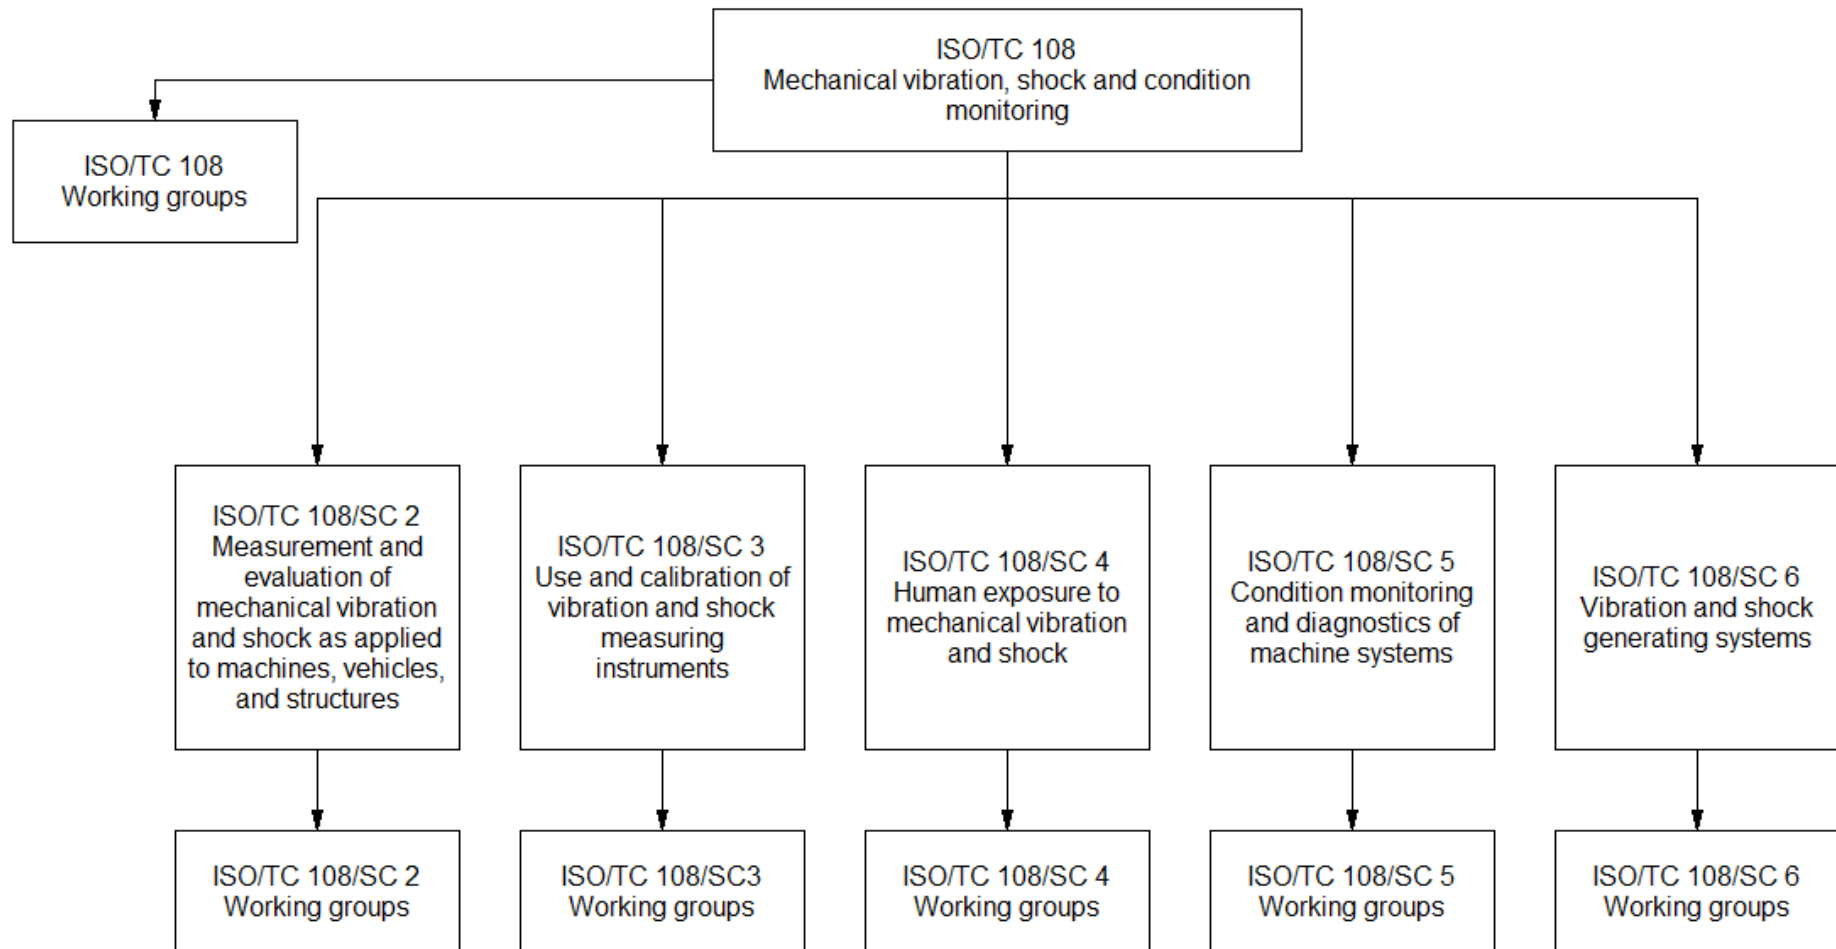 ISO/TC 108
Mechanical vibration, shock and condition
monitoring
ISO/TC 108
Working groups
ISO/TC 108/SC 2
Measurement and
evaluation of
mechanical vibration
and shock as applied
to machines, vehicles,
and structures
ISO/TC 108/SC 3
Use and calibration of
vibration and shock
measuring
instruments
ISO/TC 108/SC 4
Human exposure to
mechanical vibration
and shock
ISO/TC 108/SC 5
Condition monitoring
and diagnostics of
machine systems
ISO/TC 108/SC 6
Vibration and shock
generating systems
ISO/TC 108/SC 2
Working groups
ISO/TC 108/SC3
Working groups
ISO/TC 108/SC 4
Working groups
ISO/TC 108/SC 5
Working groups
ISO/TC 108/SC 6
Working groups